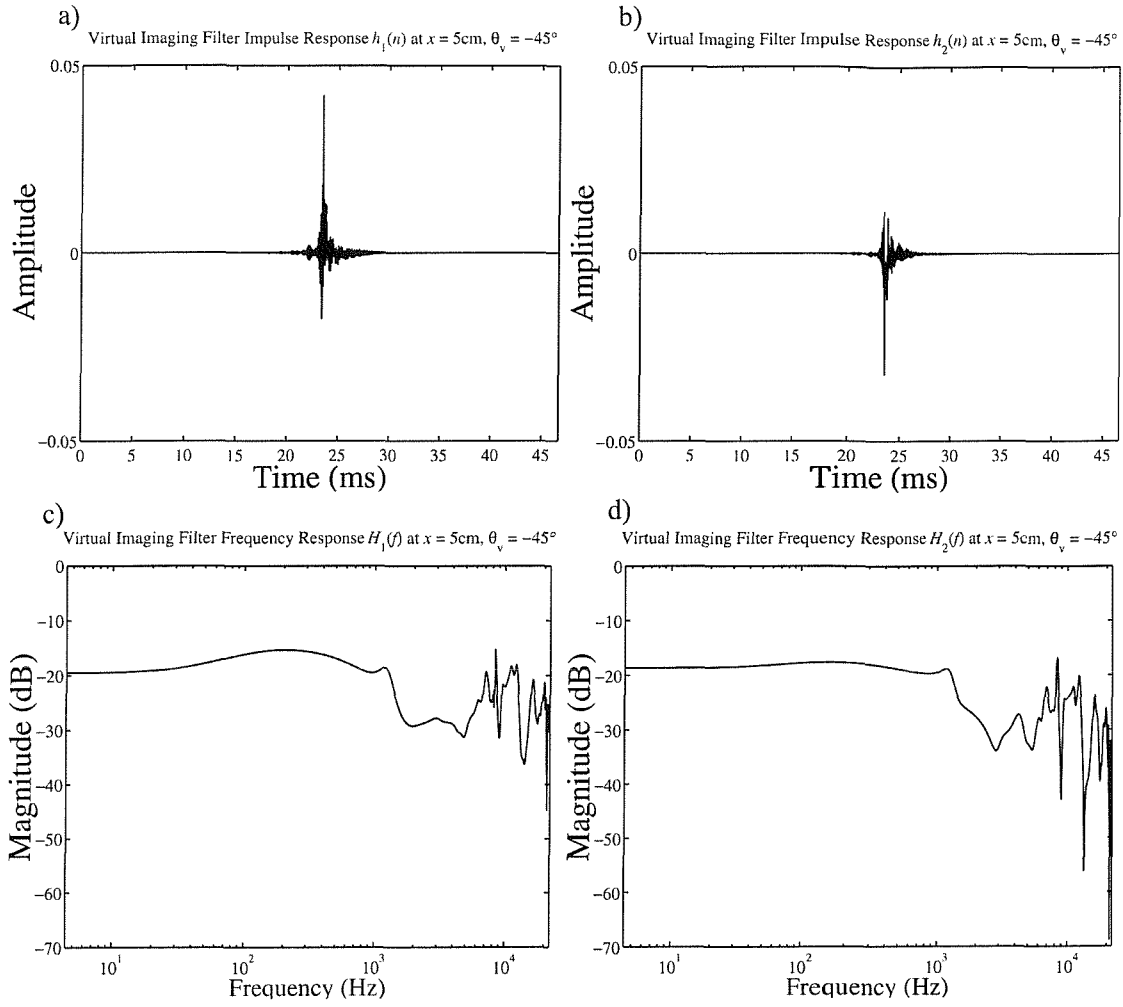 a)
Virtual Imaging Filter Impulse Response h1(n) at x = 5cm, θv = −45°
0.05
0
−0.05
Amplitude
0 5 10 15 20 25 30 35 40 45
Time (ms)
b)
Virtual Imaging Filter Impulse Response h2(n) at x = 5cm, θv = −45°
0.05
0
−0.05
Amplitude
0 5 10 15 20 25 30 35 40 45
Time (ms)
c)
Virtual Imaging Filter Frequency Response H1(f) at x = 5cm, θv = −45°
0
−10
−20
−30
−40
−50
−60
−70
Magnitude (dB)
10^1 10^2 10^3 10^4
Frequency (Hz)
d)
Virtual Imaging Filter Frequency Response H2(f) at x = 5cm, θv = −45°
0
−10
−20
−30
−40
−50
−60
−70
Magnitude (dB)
10^1 10^2 10^3 10^4
Frequency (Hz)